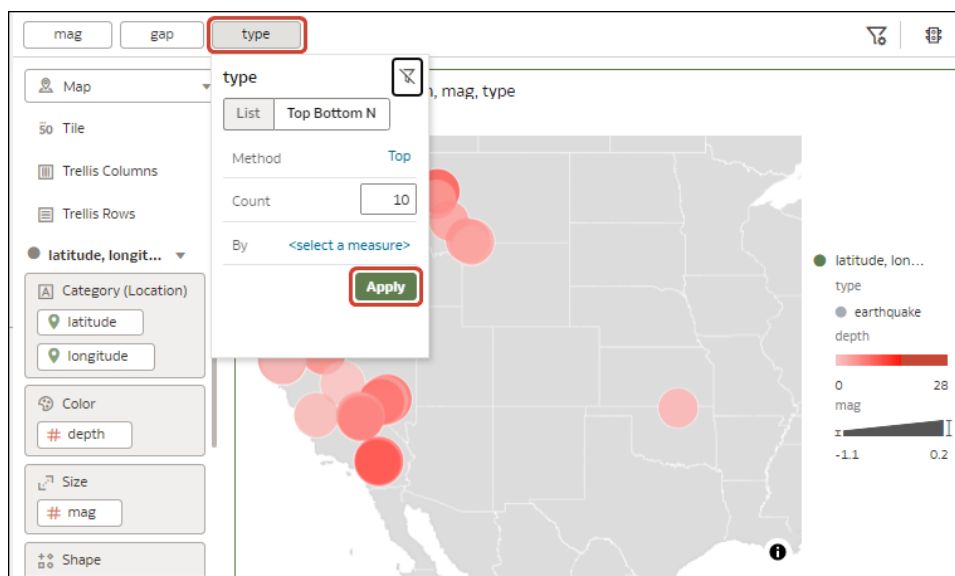 mag gap type
type
List Top Bottom N
Method Top
Count 10
By <select a measure>
Apply
Map
50 Tile
Trellis Columns
Trellis Rows
latitude, longit...
Category (Location)
latitude
longitude
Color
# depth
Size
# mag
Shape
, mag, type
latitude, lon...
type
earthquake
depth
0 28
mag
-1.1 0.2